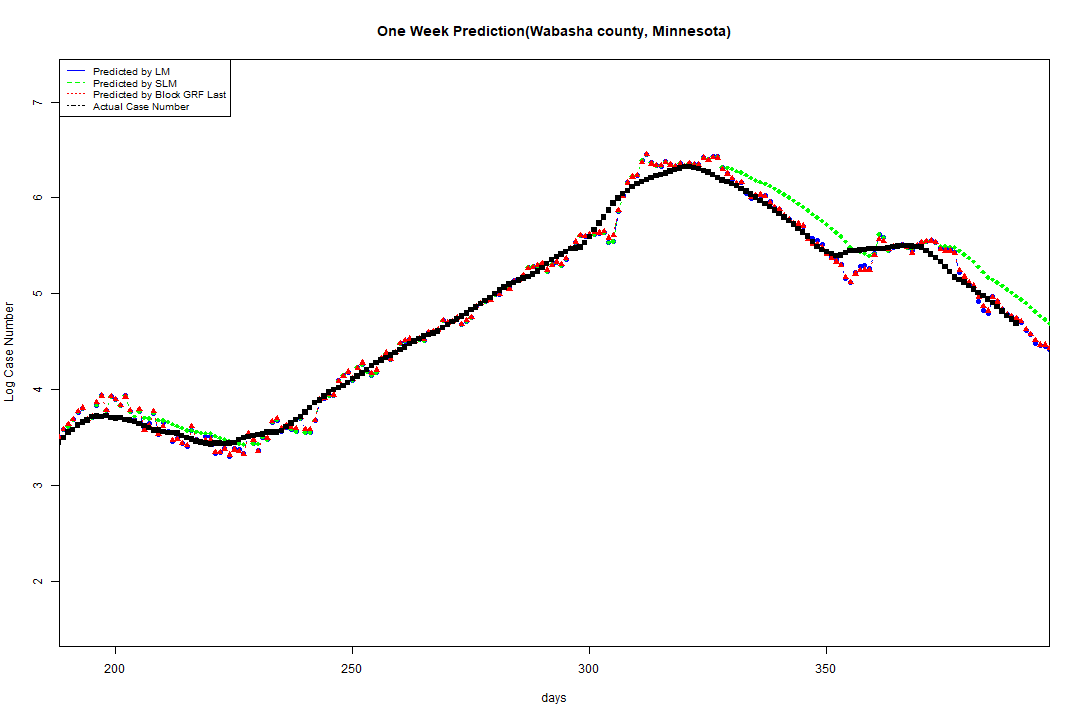 One Week Prediction(Wabasha county, Minnesota)
Predicted by LM
Predicted by SLM
Predicted by Block GRF Last
Actual Case Number
7
6
5
4
3
2
Log Case Number
200 250 300 350
days